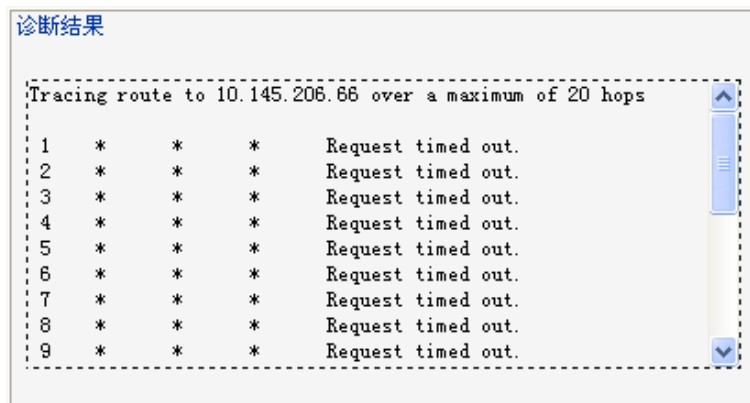 诊断结果
Tracing route to 10.145.206.66 over a maximum of 20 hops
1 * * * Request timed out.
2 * * * Request timed out.
3 * * * Request timed out.
4 * * * Request timed out.
5 * * * Request timed out.
6 * * * Request timed out.
7 * * * Request timed out.
8 * * * Request timed out.
9 * * * Request timed out.